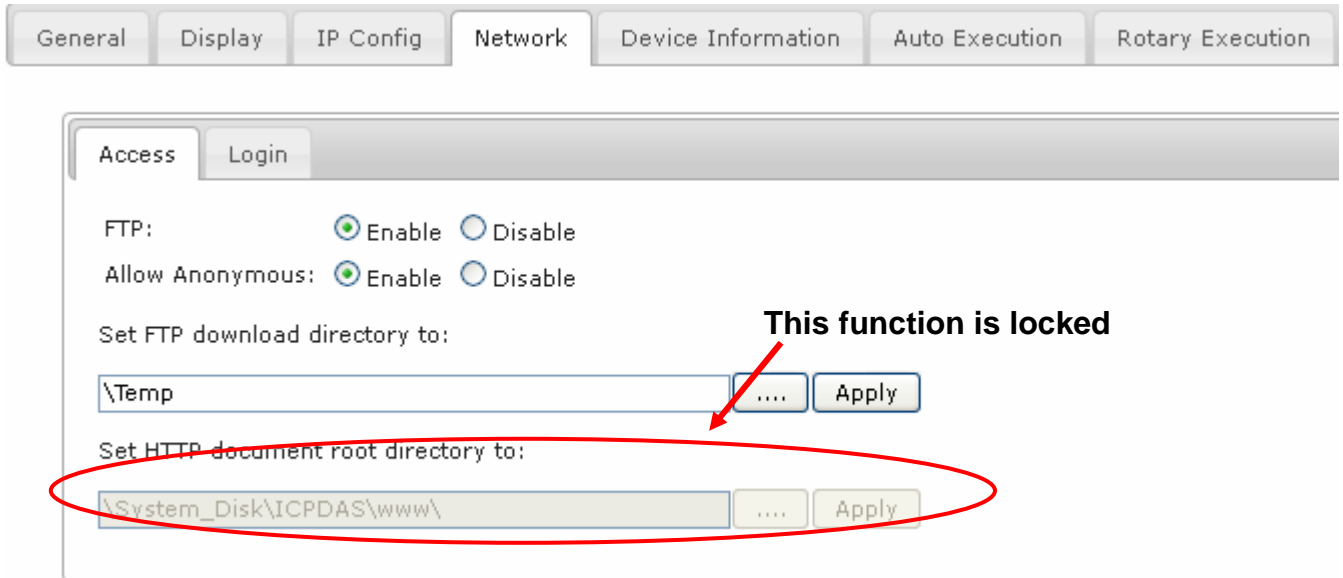 General Display IP Config Network Device Information Auto Execution Rotary Execution
Access Login
FTP: Enable Disable
Allow Anonymous: Enable Disable
This function is locked
Set FTP download directory to:
\Temp .... Apply
Set HTTP document root directory to:
\System_Disk\ICPDAS\www\ .... Apply